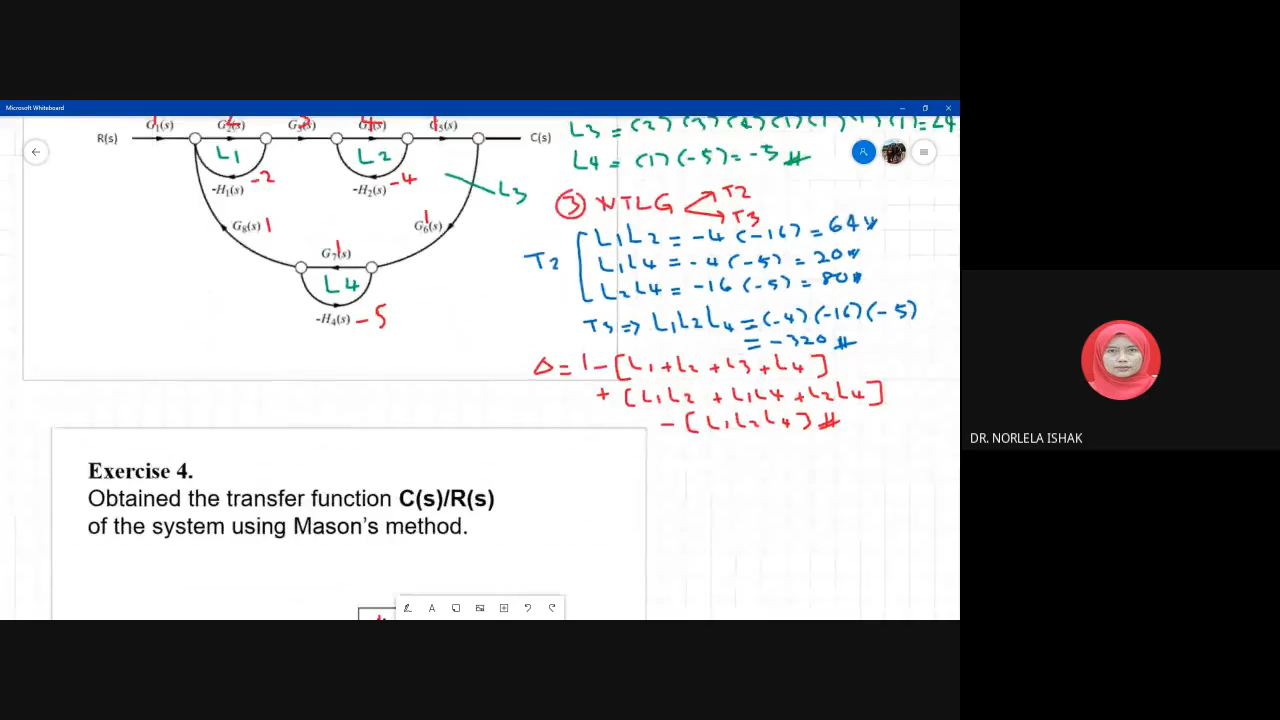 Microsoft Whiteboard
R(s) G1(s) G3(s) C(s)
L1 L2
-H1(s) -2 -H2(s) -4 L3
G8(s) 1 G6(s) 1
G7(s) 1
L4
-H4(s) -5
L4 = (1)(-5) = -5 #
③ NTLG T2
T3
T2 L1L2 = -4(-16) = 64 #
L1L4 = -4(-5) = 20 #
L2L4 = -16(-5) = 80 #
T3 => L1L2L4 = (-4)(-16)(-5)
= -320 #
Δ = 1 - [L1 + L2 + L3 + L4]
+ [L1L2 + L1L4 + L2L4]
- [L1L2L4] #
Exercise 4.
Obtained the transfer function C(s)/R(s)
of the system using Mason's method.
A
DR. NORLELA ISHAK